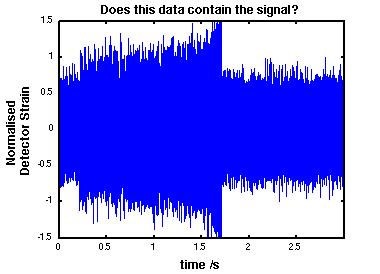 Does this data contain the signal?
1.5
1
0.5
0
-0.5
-1
-1.5
Normalised
Detector Strain
0 0.5 1 1.5 2 2.5
time /s